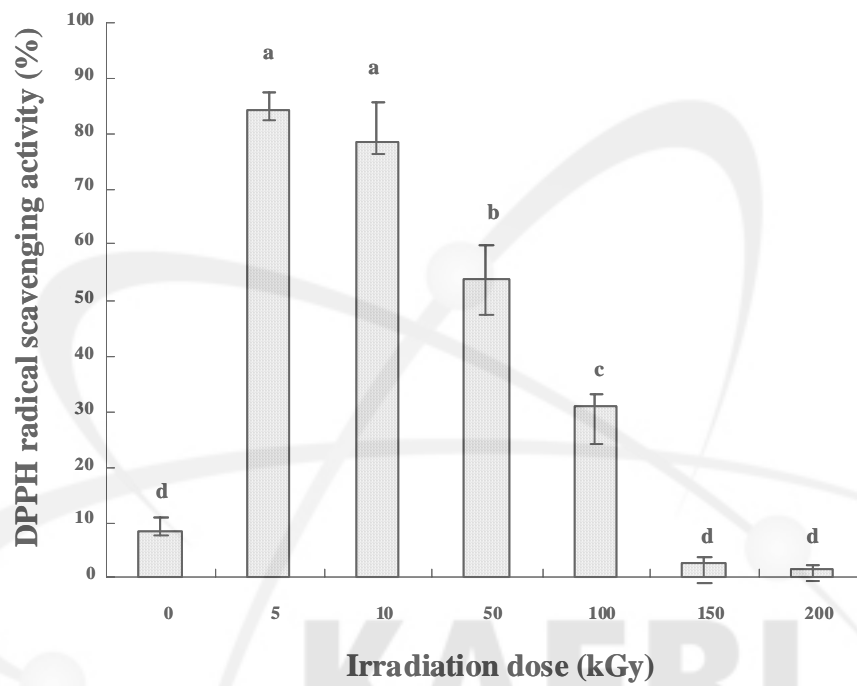 DPPH radical scavenging activity (%)
100
90
80
70
60
50
40
30
20
10
0
d
a
a
b
c
d
d
0 5 10 50 100 150 200
Irradiation dose (kGy)
KAERI